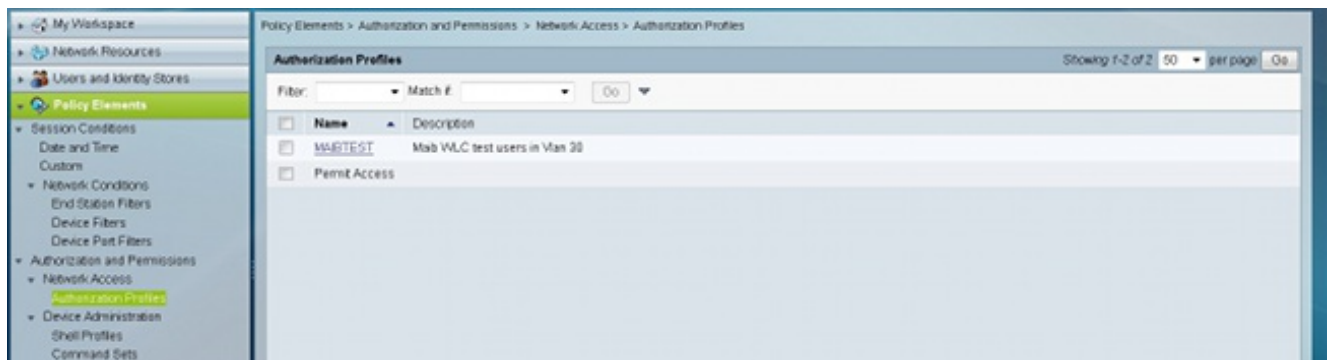 My Workspace
Network Resources
Users and Identity Stores
Policy Elements
Session Conditions
Date and Time
Custom
Network Conditions
End Station Filters
Device Filters
Device Port Filters
Authorization and Permissions
Network Access
Authorization Profiles
Device Administration
Shell Profiles
Command Sets
Policy Elements > Authorization and Permissions > Network Access > Authorization Profiles
Authorization Profiles Showing 1-2 of 2 50 per page Go
Filter: Match if: Go
Name Description
MABTEST Mab WLC test users in Vlan 30
Permit Access